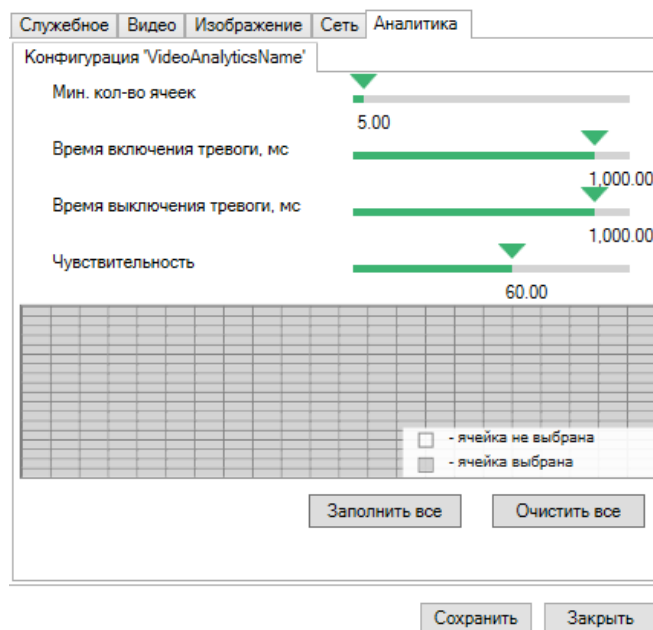 Служебное Видео Изображение Сеть Аналитика
Конфигурация 'VideoAnalyticsName'
Мин. кол-во ячеек
5.00
Время включения тревоги, мс
1,000.00
Время выключения тревоги, мс
1,000.00
Чувствительность
60.00
- ячейка не выбрана
- ячейка выбрана
Заполнить все Очистить все
Сохранить Закрыть